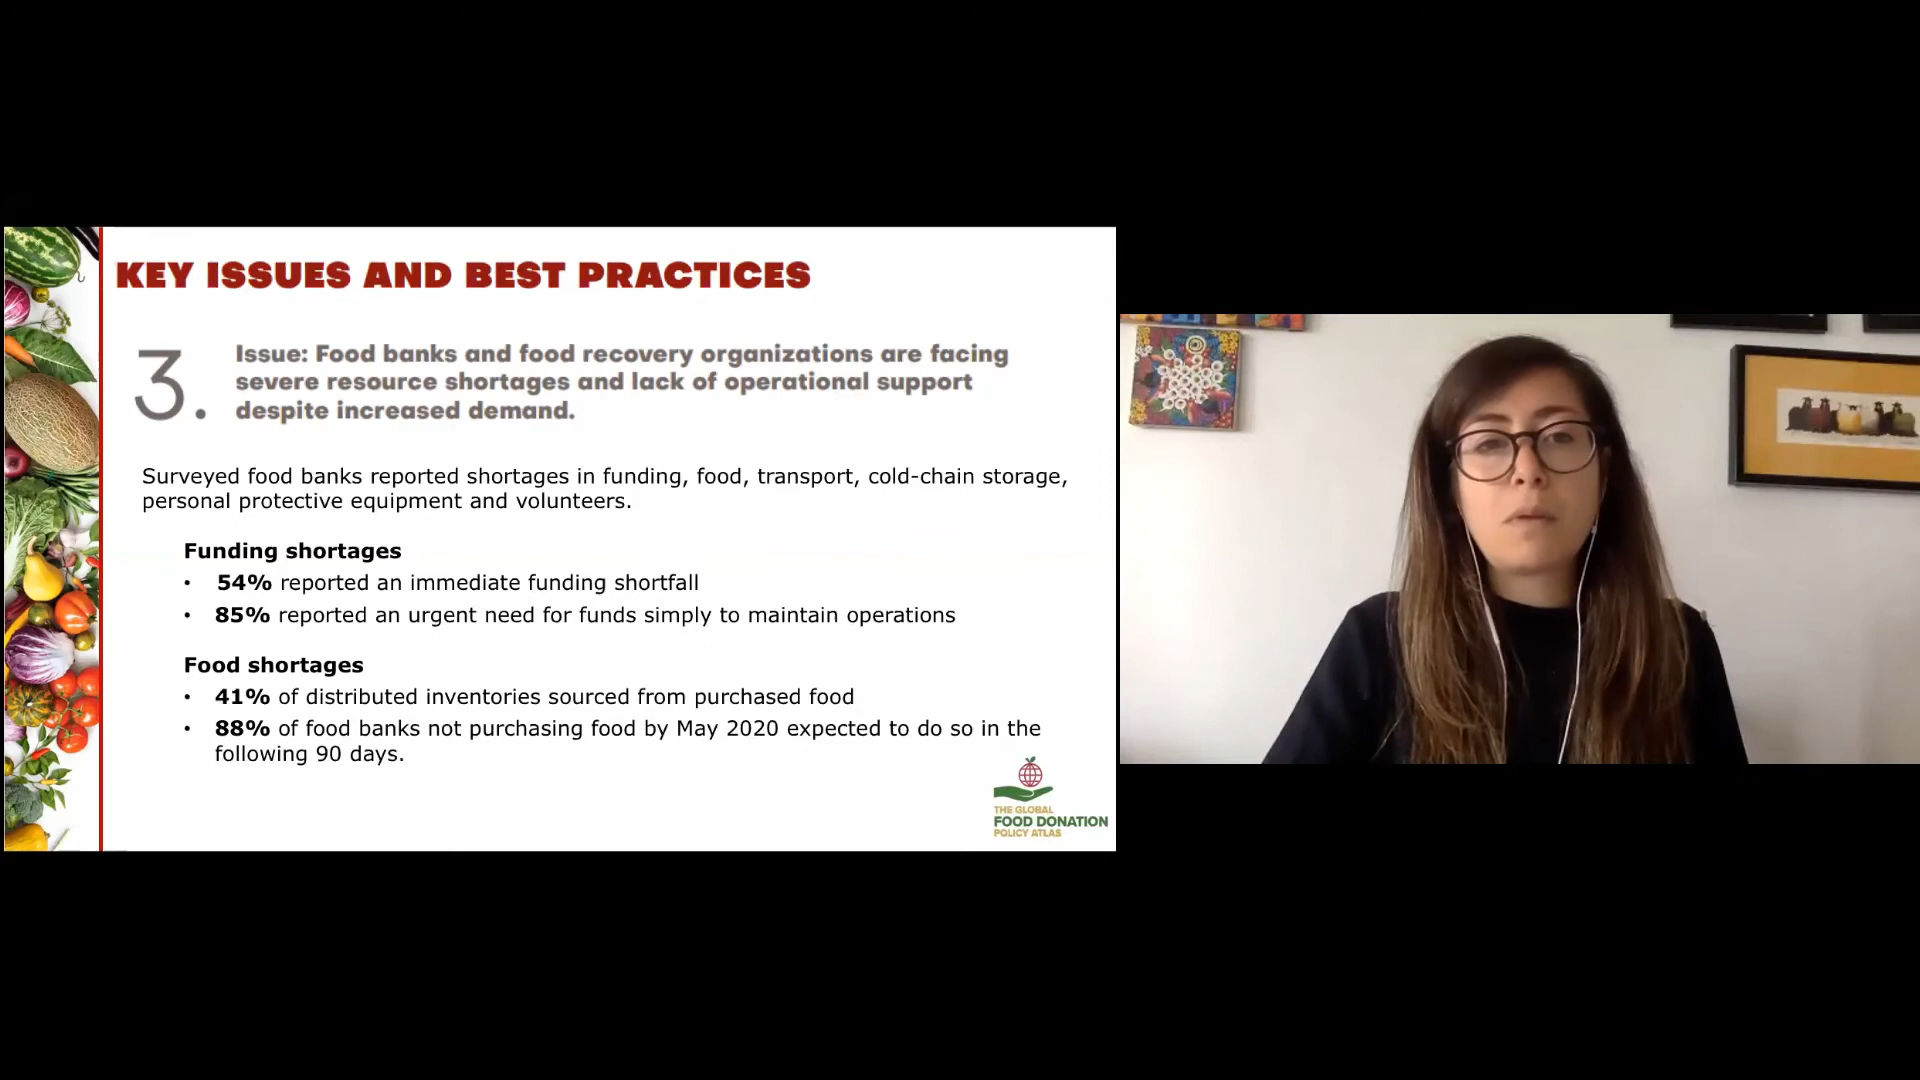 KEY ISSUES AND BEST PRACTICES
3.
Issue: Food banks and food recovery organizations are facing
severe resource shortages and lack of operational support
despite increased demand.
Surveyed food banks reported shortages in funding, food, transport, cold-chain storage,
personal protective equipment and volunteers.
Funding shortages
• 54% reported an immediate funding shortfall
• 85% reported an urgent need for funds simply to maintain operations
Food shortages
• 41% of distributed inventories sourced from purchased food
• 88% of food banks not purchasing food by May 2020 expected to do so in the
following 90 days.
THE GLOBAL
FOOD DONATION
POLICY ATLAS